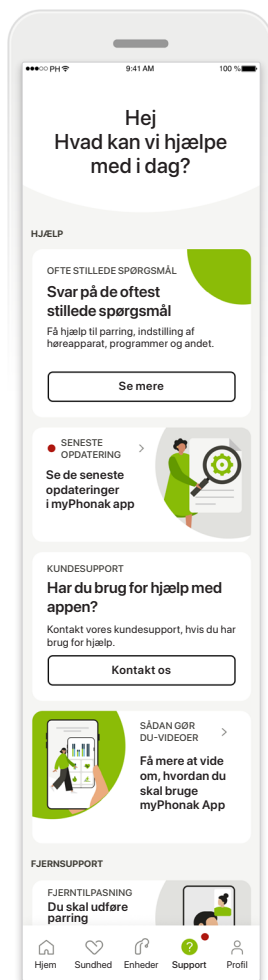 PH
9:41 AM
100 %
Hej
Hvad kan vi hjælpe
med i dag?
HJÆLP
OFTE STILLEDE SPØRGSMÅL
Svar på de oftest
stillede spørgsmål
Få hjælp til parring, indstilling af
høreapparat, programmer og andet.
Se mere
SENESTE
OPDATERING
Se de seneste
opdateringer
i myPhonak app
KUNDESUPPORT
Har du brug for hjælp med
appen?
Kontakt vores kundesupport, hvis du har
brug for hjælp.
Kontakt os
SÅDAN GØR
DU-VIDEOER
Få mere at vide
om, hvordan du
skal bruge
myPhonak App
FJERNSUPPORT
FJERNTILPASNING
Du skal udføre
parring
Hjem
Sundhed
Enheder
Support
Profil